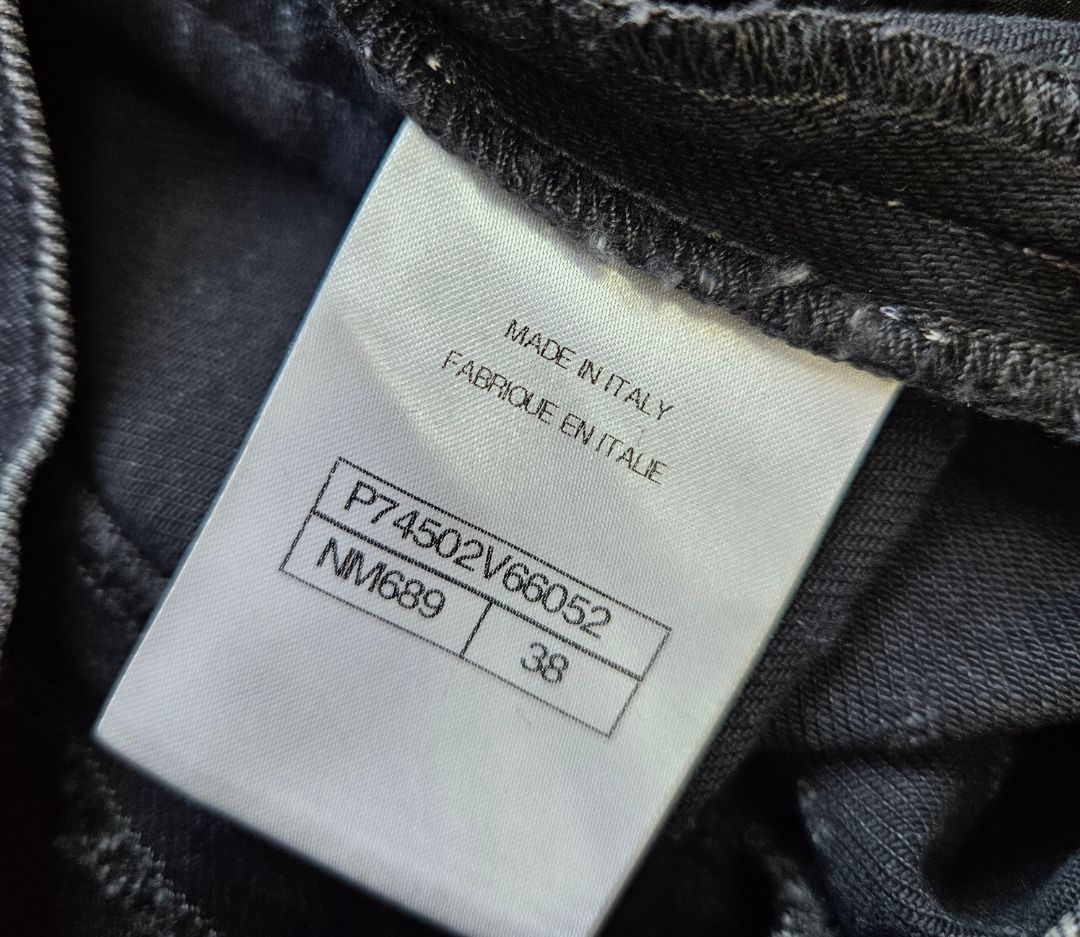 MADE IN ITALY
FABRIQUE EN ITALIE
P74502V66052
NM689 38